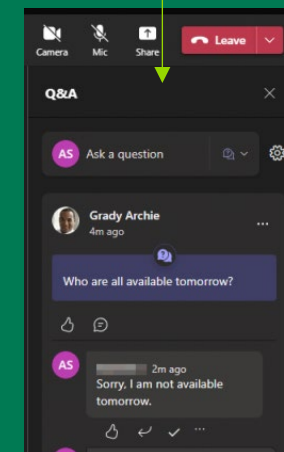 Camera Mic Share Leave
Q&A
AS Ask a question
Grady Archie
4m ago
Who are all available tomorrow?
AS 2m ago
Sorry, I am not available
tomorrow.